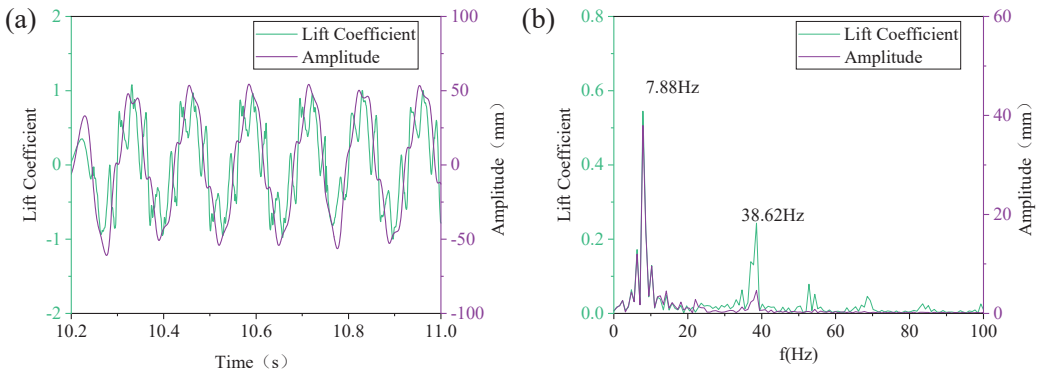 (a)
Lift Coefficient
Amplitude
2
1
0
-1
-2
Lift Coefficient
100
50
0
-50
-100
Amplitude（mm）
10.2
10.4
10.6
10.8
11.0
Time（s）
(b)
Lift Coefficient
Amplitude
7.88Hz
38.62Hz
0.8
0.6
0.4
0.2
0.0
Lift Coefficient
60
40
20
0
Amplitude（mm）
0
20
40
60
80
100
f(Hz)